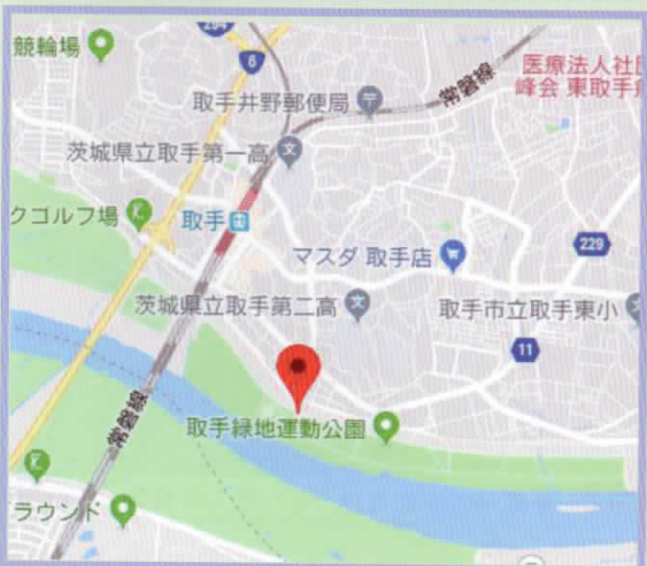 競輪場
6
取手井野郵便局
常磐線
医療法人社団
峰会 東取手病
茨城県立取手第一高
クゴルフ場
取手
マスダ 取手店
229
茨城県立取手第二高
取手市立取手東小
11
取手緑地運動公園
常磐線
ラウンド